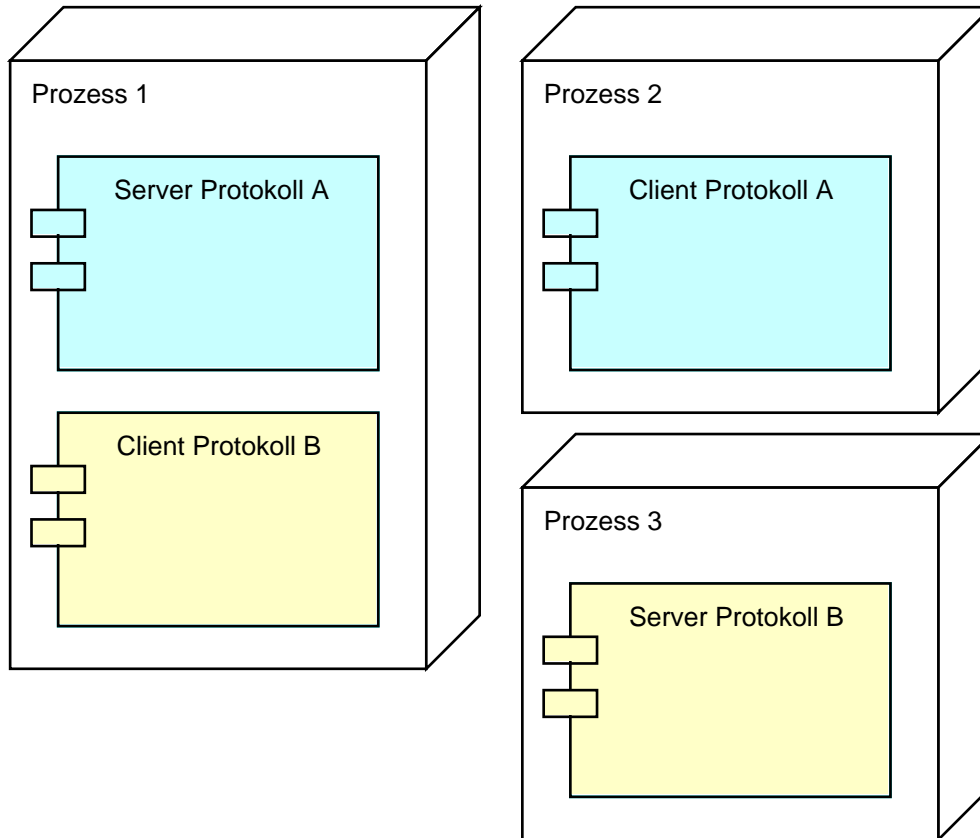 Prozess 1
Server Protokoll A
Client Protokoll B
Prozess 2
Client Protokoll A
Prozess 3
Server Protokoll B